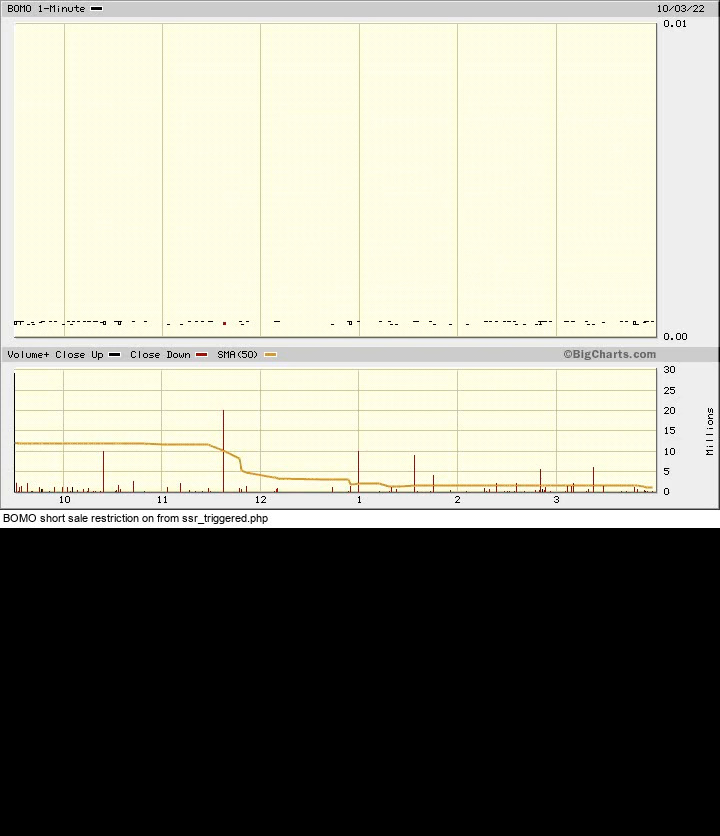 BOMO 1-Minute 10/03/22
0.01
0.00
Volume+ Close Up Close Down SMA(50) ©BigCharts.com
30
25
20
15
10
5
0
Millions
10 11 12 1 2 3
BOMO short sale restriction on from ssr_triggered.php